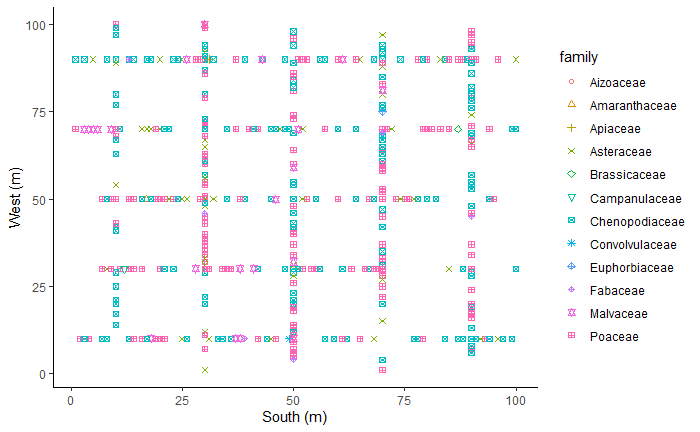 family
Aizoaceae
Amaranthaceae
Apiaceae
Asteraceae
Brassicaceae
Campanulaceae
Chenopodiaceae
Convolvulaceae
Euphorbiaceae
Fabaceae
Malvaceae
Poaceae
West (m)
100
75
50
25
0
0 25 50 75 100
South (m)